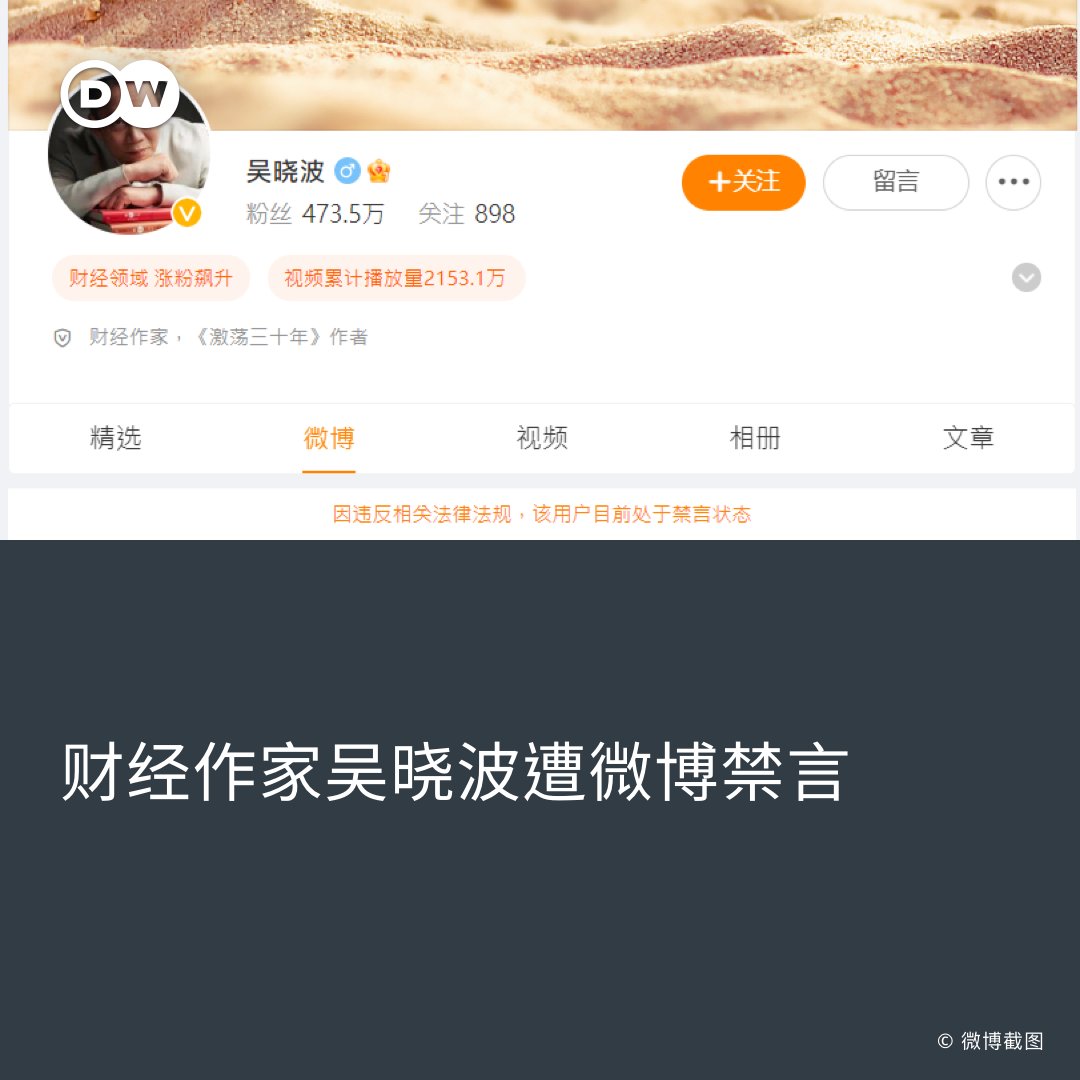 DW
吴晓波
+关注
留言
粉丝 473.5万 关注 898
财经领域 涨粉飙升 视频累计播放量2153.1万
财经作家，《激荡三十年》作者
精选 微博 视频 相册 文章
因违反相关法律法规，该用户目前处于禁言状态
财经作家吴晓波遭微博禁言
© 微博截图